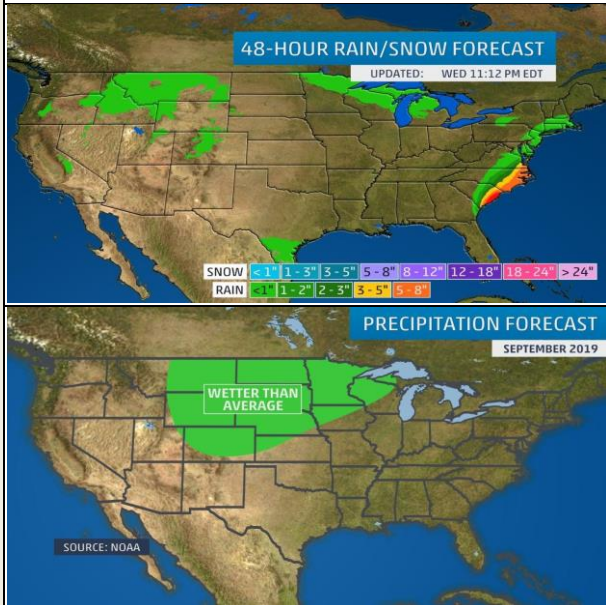 48-HOUR RAIN/SNOW FORECAST
UPDATED: WED 11:12 PM EDT
SNOW <1" 1-3" 3-5" 5-8" 8-12" 12-18" 18-24" >24"
RAIN <1" 1-2" 2-3" 3-5" 5-8"
PRECIPITATION FORECAST
SEPTEMBER 2019
WETTER THAN
AVERAGE
SOURCE: NOAA